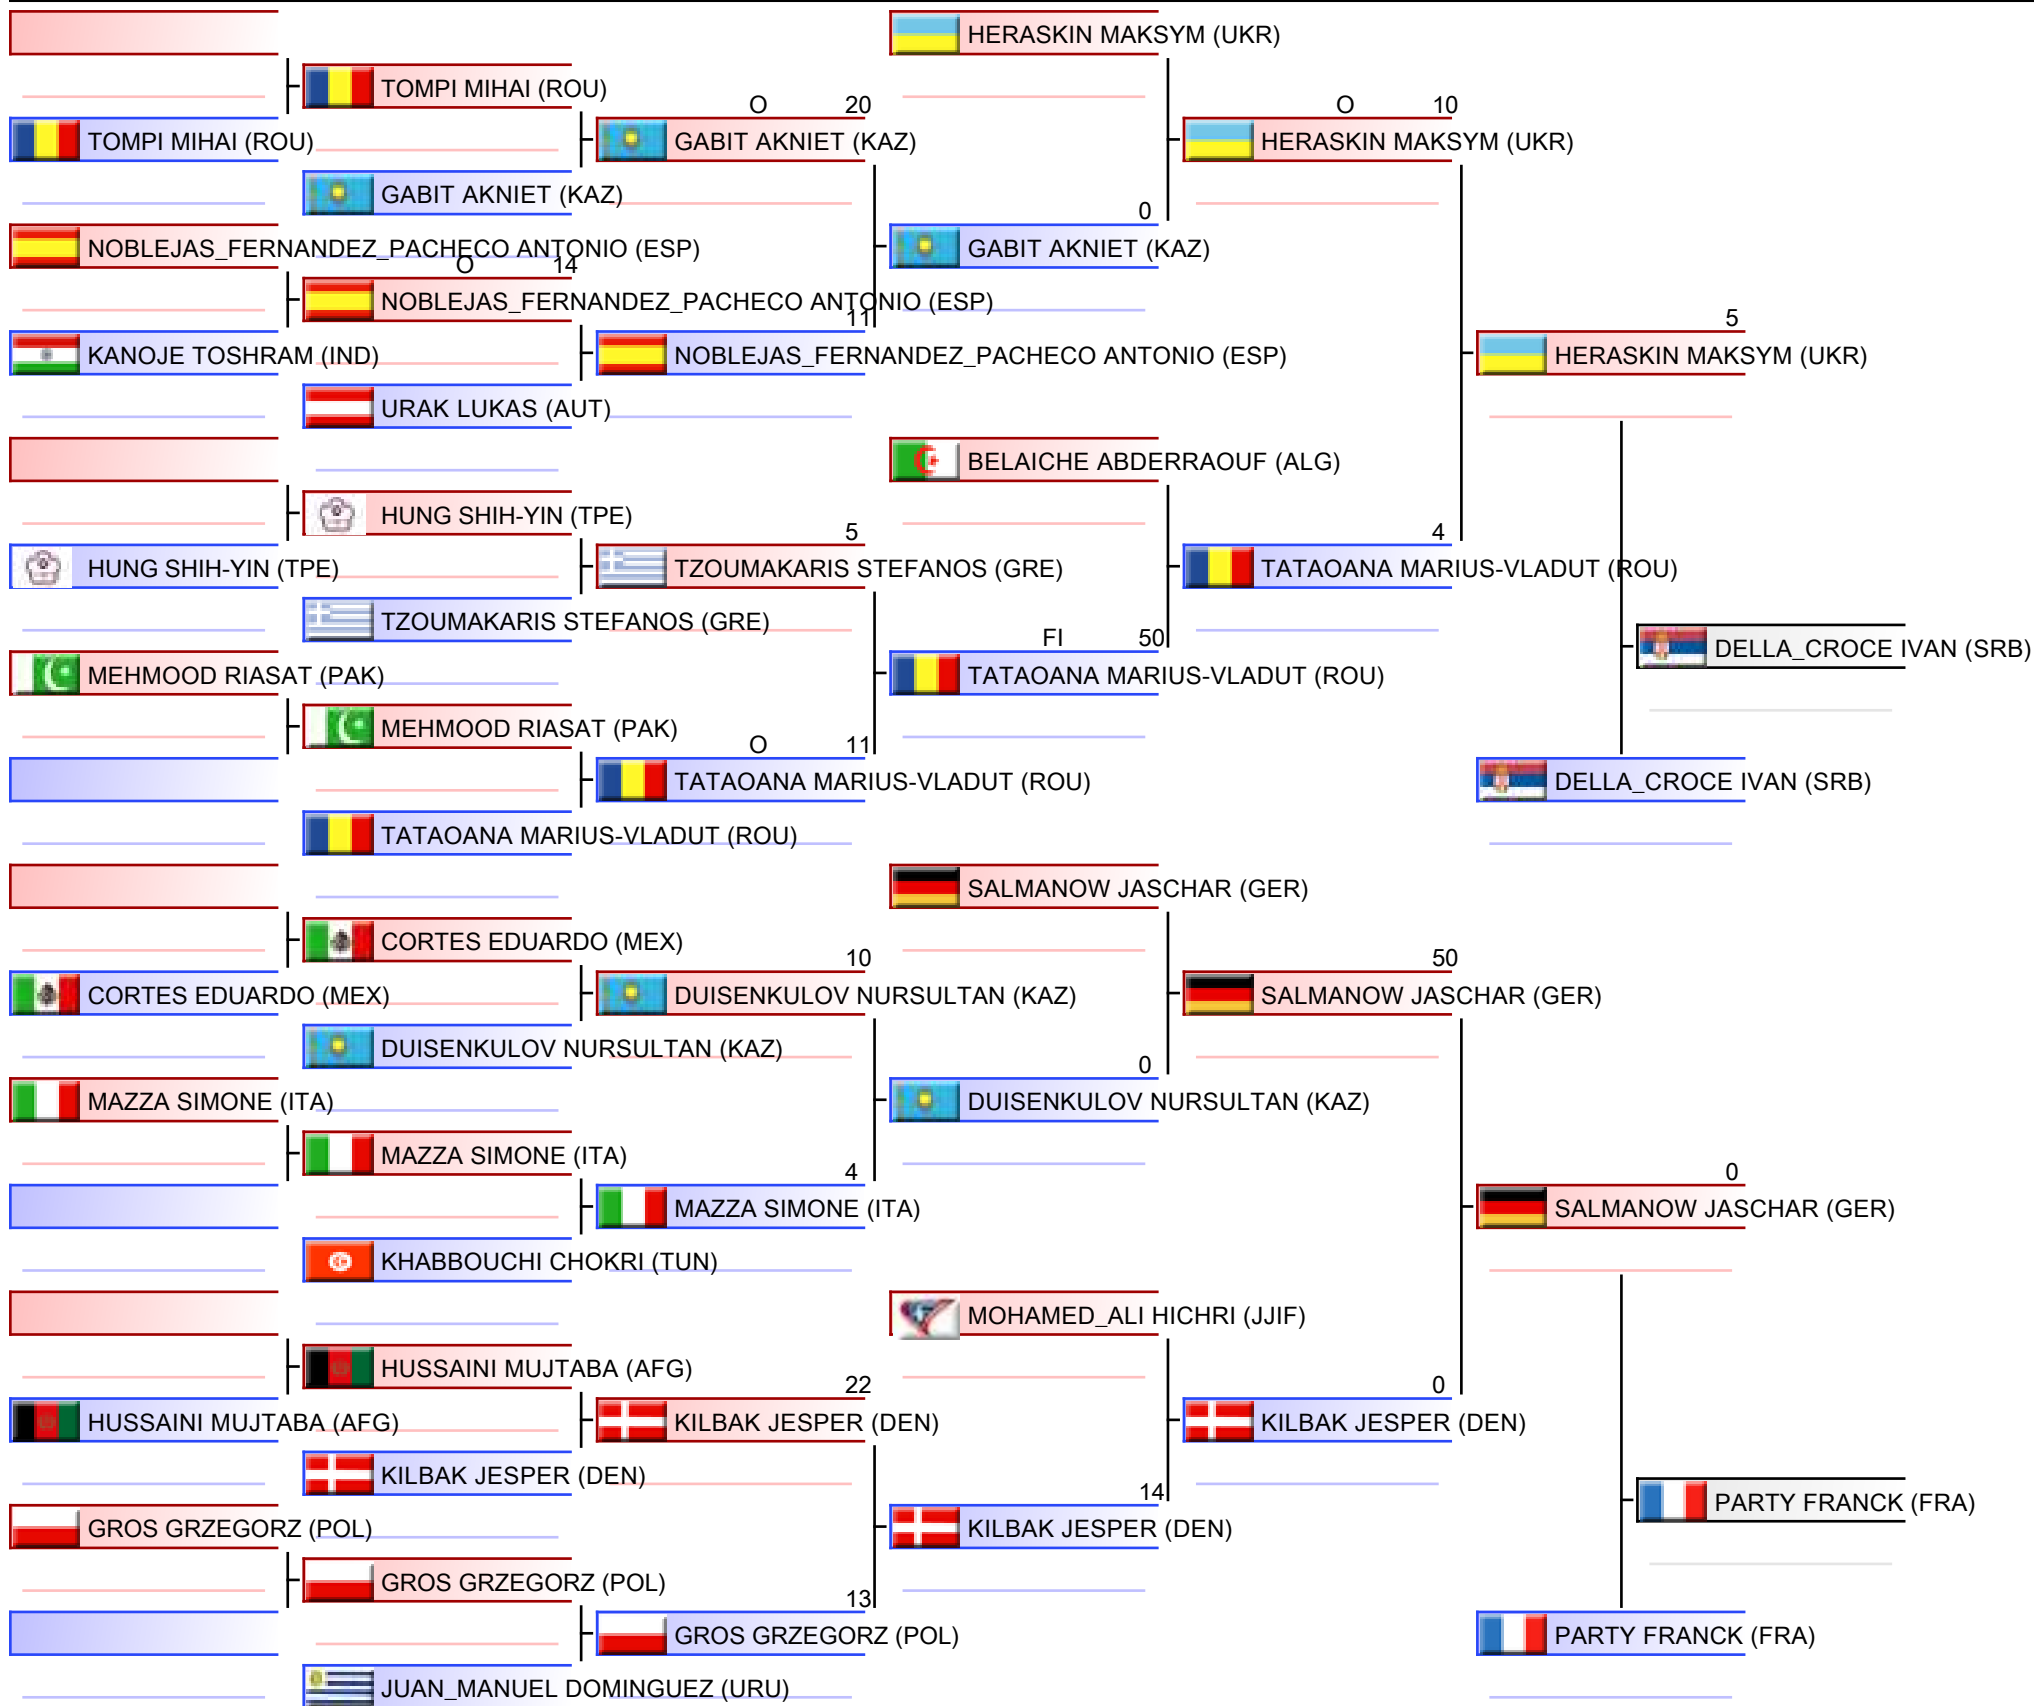 HERASKIN MAKSYM (UKR)
TOMPI MIHAI (ROU)
O 20
O 10
TOMPI MIHAI (ROU)
GABIT AKNIET (KAZ)
HERASKIN MAKSYM (UKR)
GABIT AKNIET (KAZ)
0
NOBLEJAS_FERNANDEZ_PACHECO ANTONIO (ESP)
GABIT AKNIET (KAZ)
O 14
NOBLEJAS_FERNANDEZ_PACHECO ANTONIO (ESP)
11
5
KANOJE TOSHRAM (IND)
NOBLEJAS_FERNANDEZ_PACHECO ANTONIO (ESP)
HERASKIN MAKSYM (UKR)
URAK LUKAS (AUT)
BELAICHE ABDERRAOUF (ALG)
HUNG SHIH-YIN (TPE)
5
4
HUNG SHIH-YIN (TPE)
TZOUMAKARIS STEFANOS (GRE)
TATAOANA MARIUS-VLADUT (ROU)
TZOUMAKARIS STEFANOS (GRE)
FI 50
DELLA_CROCE IVAN (SRB)
MEHMOOD RIASAT (PAK)
TATAOANA MARIUS-VLADUT (ROU)
MEHMOOD RIASAT (PAK)
O 11
TATAOANA MARIUS-VLADUT (ROU)
DELLA_CROCE IVAN (SRB)
TATAOANA MARIUS-VLADUT (ROU)
SALMANOW JASCHAR (GER)
CORTES EDUARDO (MEX)
10
50
CORTES EDUARDO (MEX)
DUISENKULOV NURSULTAN (KAZ)
SALMANOW JASCHAR (GER)
DUISENKULOV NURSULTAN (KAZ)
0
MAZZA SIMONE (ITA)
DUISENKULOV NURSULTAN (KAZ)
MAZZA SIMONE (ITA)
4
0
MAZZA SIMONE (ITA)
SALMANOW JASCHAR (GER)
KHABBOUCHI CHOKRI (TUN)
MOHAMED_ALI HICHRI (JJIF)
HUSSAINI MUJTABA (AFG)
22
0
HUSSAINI MUJTABA (AFG)
KILBAK JESPER (DEN)
KILBAK JESPER (DEN)
KILBAK JESPER (DEN)
14
PARTY FRANCK (FRA)
GROS GRZEGORZ (POL)
KILBAK JESPER (DEN)
GROS GRZEGORZ (POL)
13
GROS GRZEGORZ (POL)
PARTY FRANCK (FRA)
JUAN_MANUEL DOMINGUEZ (URU)